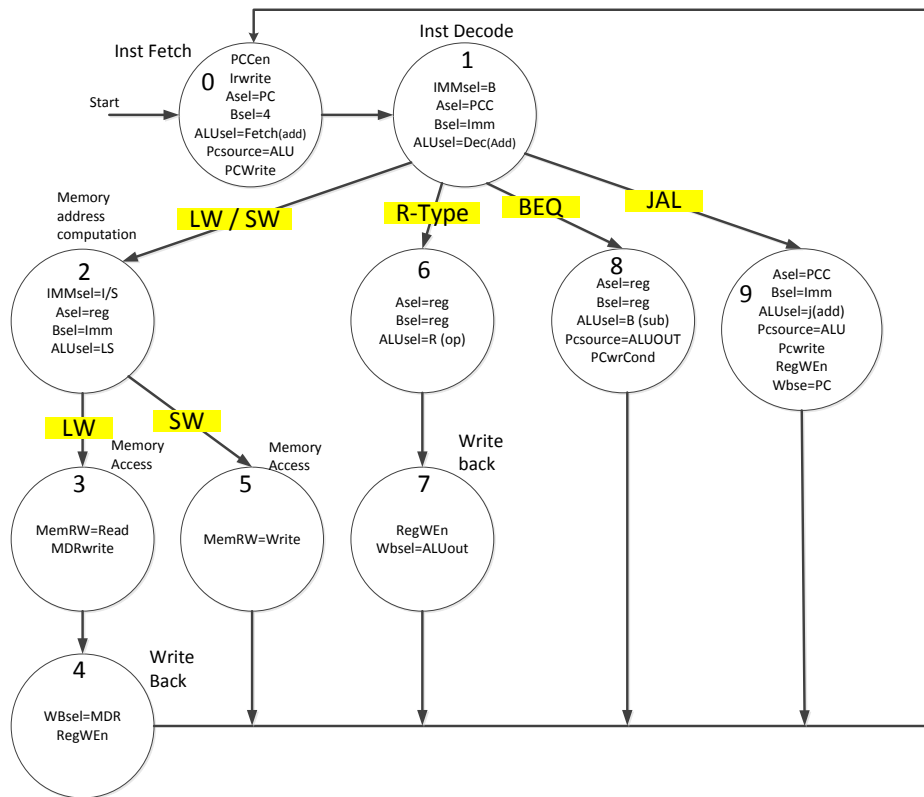 Inst Fetch
Start
0
PCCen
Irwrite
Asel=PC
Bsel=4
ALUsel=Fetch(add)
Pcsource=ALU
PCWrite
Inst Decode
1
IMMsel=B
Asel=PCC
Bsel=Imm
ALUsel=Dec(Add)
LW / SW
R-Type
BEQ
JAL
Memory
address
computation
2
IMMsel=I/S
Asel=reg
Bsel=Imm
ALUsel=LS
6
Asel=reg
Bsel=reg
ALUsel=R (op)
8
Asel=reg
Bsel=reg
ALUsel=B (sub)
Pcsource=ALUOUT
PCwrCond
9
Asel=PCC
Bsel=Imm
ALUsel=j(add)
Pcsource=ALU
Pcwrite
RegWEn
Wbse=PC
LW
SW
Memory
Access
3
MemRW=Read
MDRwrite
Memory
Access
5
MemRW=Write
Write
back
7
RegWEn
Wbsel=ALUout
Write
Back
4
WBsel=MDR
RegWEn